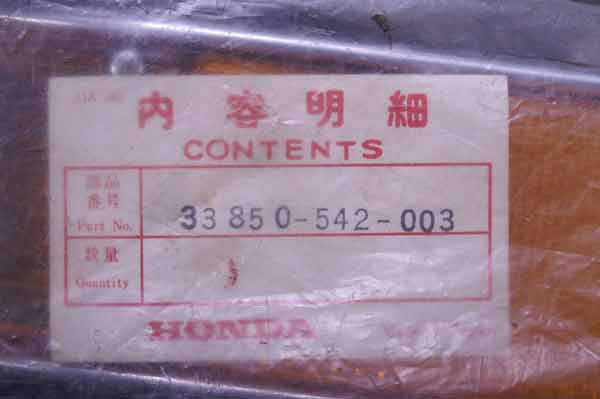 内容明細
CONTENTS
部品
番号
Part No.
33850-542-003
数量
Quantity
HONDA